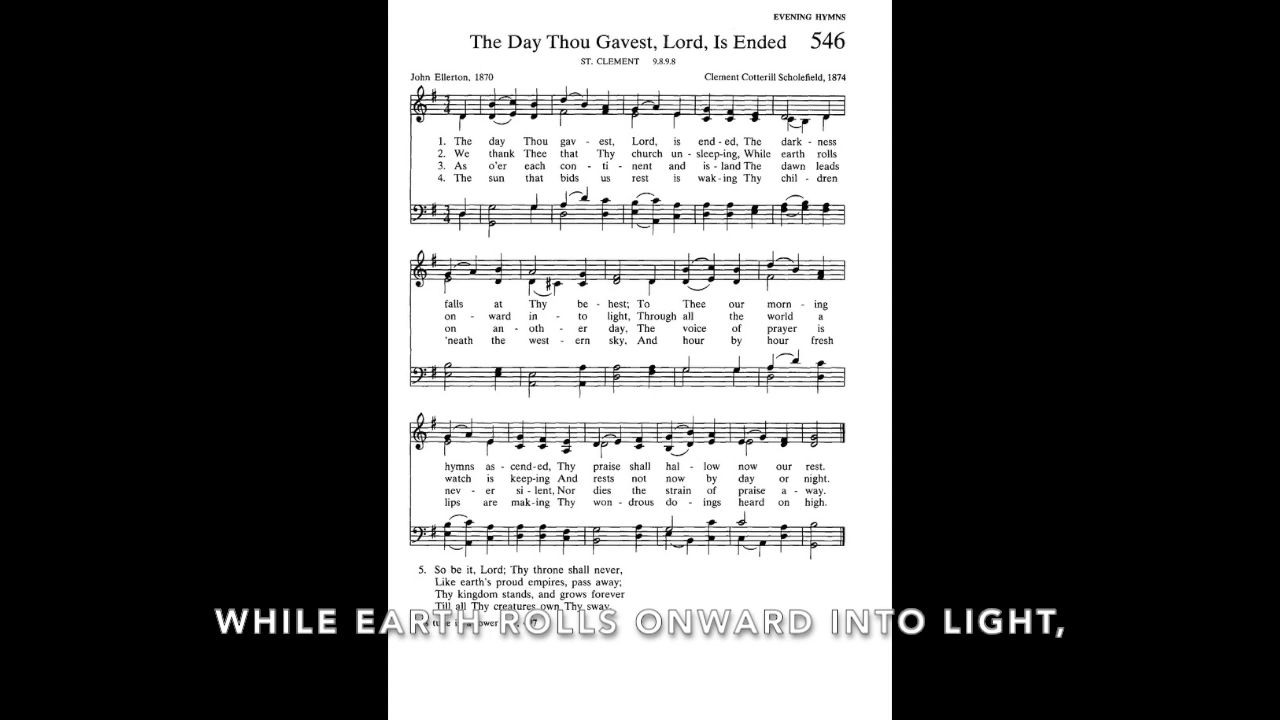 EVENING HYMNS
The Day Thou Gavest, Lord, Is Ended 546
ST. CLEMENT 9.8.9.8
John Ellerton, 1870 Clement Cotterill Scholefield, 1874
1. The day Thou gav - est, Lord, is end - ed, The dark - ness
2. We thank Thee that Thy church un - sleep-ing, While earth rolls
3. As o'er each con - ti - nent and is - land The dawn leads
4. The sun that bids us rest is wak - ing Thy chil - dren
falls at Thy be - hest; To Thee our morn - ing
on - ward in - to light, Through all the world a
on an - oth - er day, The voice of prayer is
'neath the west - ern sky, And hour by hour fresh
hymns as - cend-ed, Thy praise shall hal - low now our rest.
watch is keep-ing And rests not now by day or night.
nev - er si - lent, Nor dies the strain of praise a - way.
lips are mak-ing Thy won - drous do - ings heard on high.
5. So be it, Lord; Thy throne shall never,
Like earth's proud empires, pass away;
Thy kingdom stands, and grows forever
Till all Thy creatures own Thy sway.
WHILE EARTH ROLLS ONWARD INTO LIGHT,